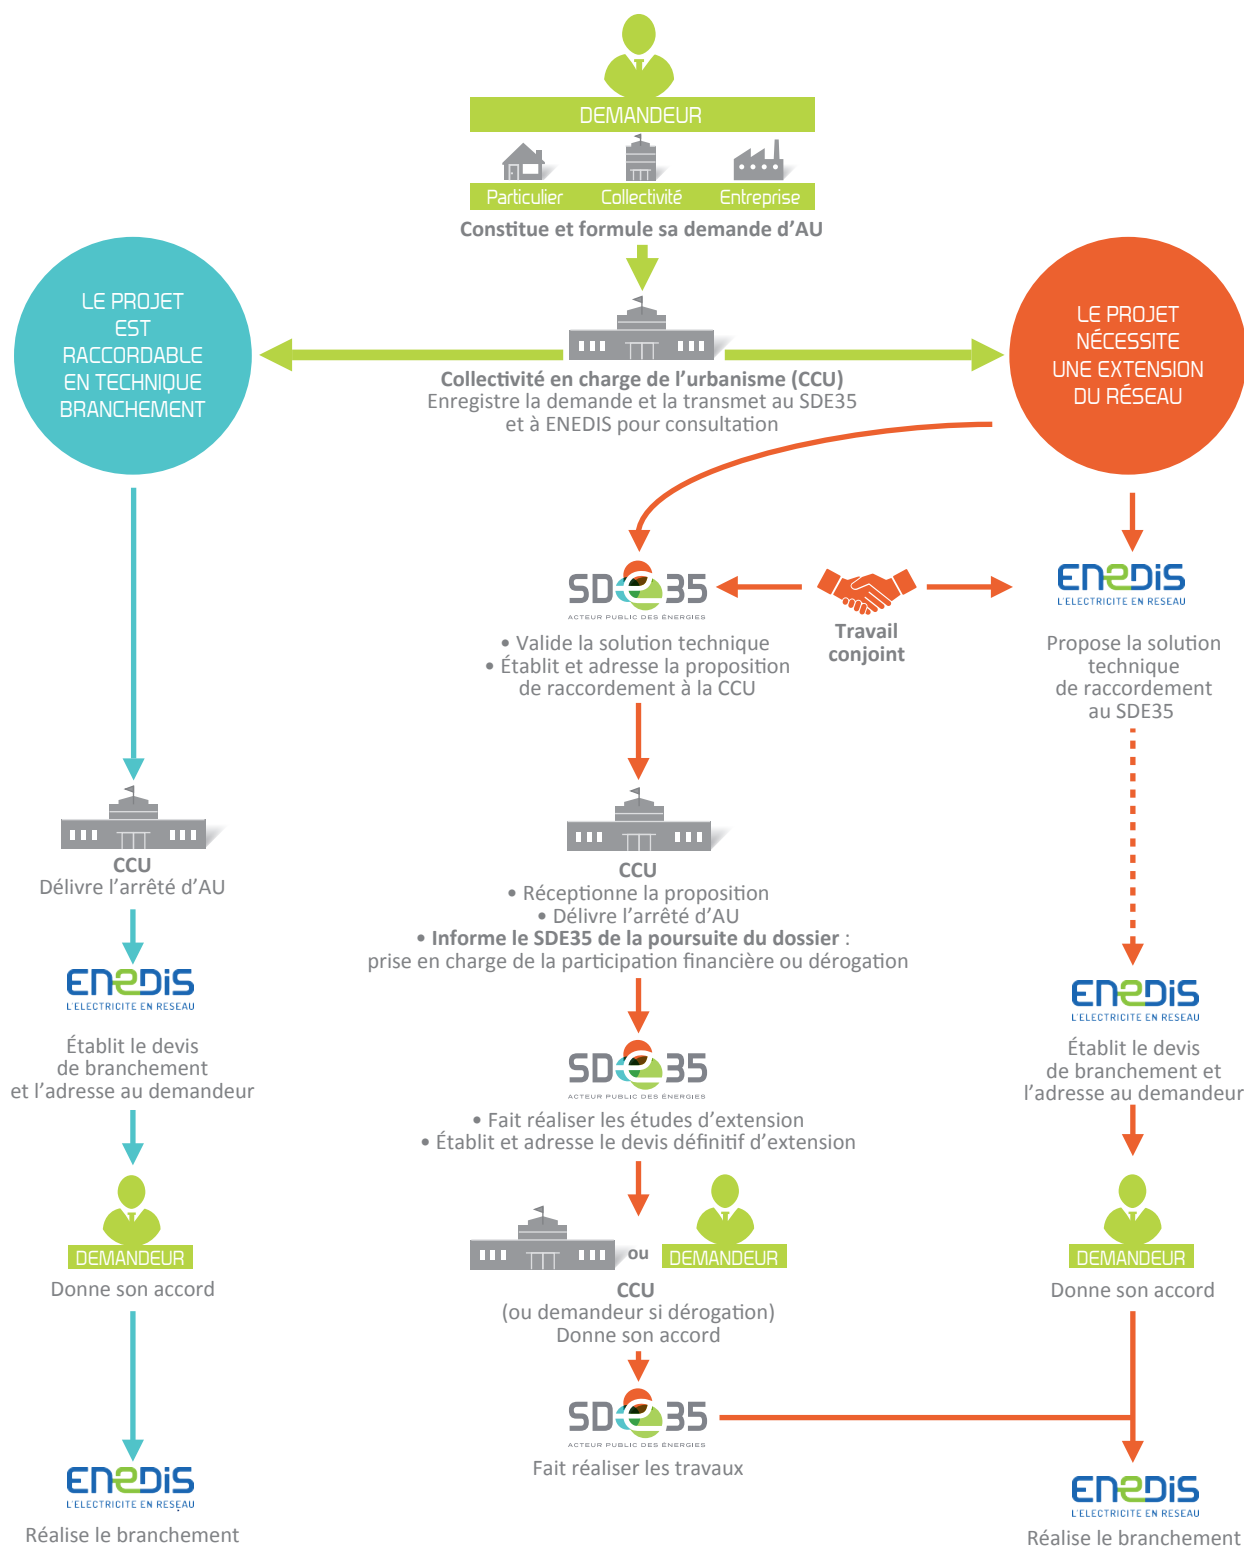 DEMANDEUR
Particulier
Collectivité
Entreprise
Constitue et formule sa demande d'AU
LE PROJET
EST
RACCORDABLE
EN TECHNIQUE
BRANCHEMENT
Collectivité en charge de l'urbanisme (CCU)
Enregistre la demande et la transmet au SDE35
et à ENEDIS pour consultation
LE PROJET
NÉCESSITE
UNE EXTENSION
DU RÉSEAU
SDe35
ACTEUR PUBLIC DES ÉNERGIES
• Valide la solution technique
• Établit et adresse la proposition
de raccordement à la CCU
Travail
conjoint
ENEDIS
L'ELECTRICITE EN RESEAU
Propose la solution
technique
de raccordement
au SDE35
CCU
Délivre l'arrêté d'AU
ENEDIS
L'ELECTRICITE EN RESEAU
Établit le devis
de branchement
et l'adresse au demandeur
DEMANDEUR
Donne son accord
ENEDIS
L'ELECTRICITE EN RESEAU
Réalise le branchement
CCU
• Réceptionne la proposition
• Délivre l'arrêté d'AU
• Informe le SDE35 de la poursuite du dossier :
prise en charge de la participation financière ou dérogation
SDe35
ACTEUR PUBLIC DES ÉNERGIES
• Fait réaliser les études d'extension
• Établit et adresse le devis définitif d'extension
ou
DEMANDEUR
CCU
(ou demandeur si dérogation)
Donne son accord
SDe35
ACTEUR PUBLIC DES ÉNERGIES
Fait réaliser les travaux
ENEDIS
L'ELECTRICITE EN RESEAU
Établit le devis
de branchement et
l'adresse au demandeur
DEMANDEUR
Donne son accord
ENEDIS
L'ELECTRICITE EN RESEAU
Réalise le branchement